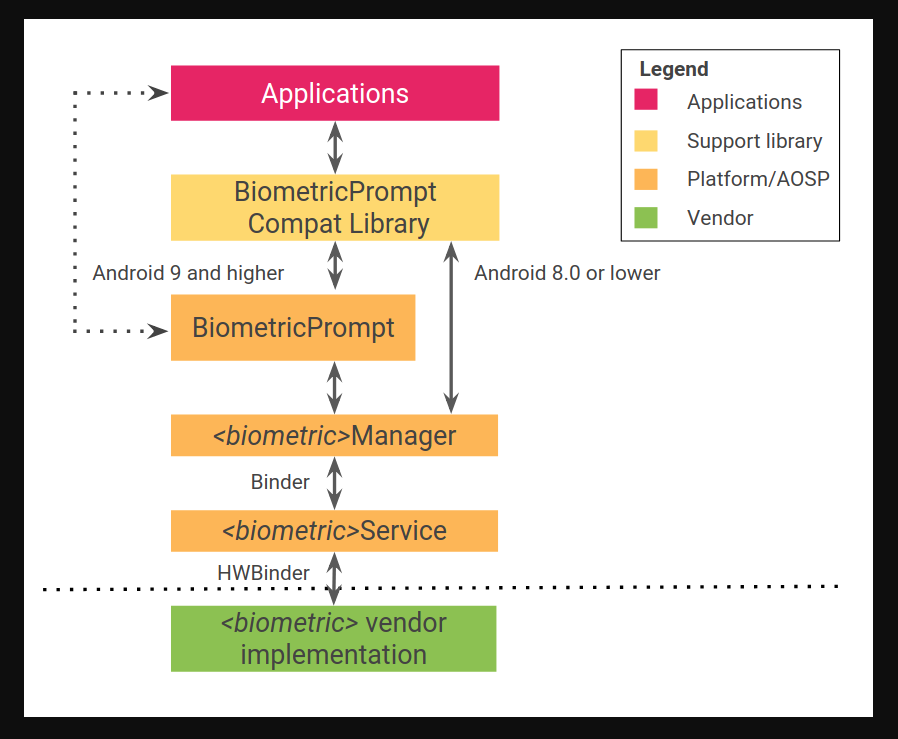 Applications
BiometricPrompt
Compat Library
Android 9 and higher
Android 8.0 or lower
BiometricPrompt
<biometric>Manager
Binder
<biometric>Service
HWBinder
<biometric> vendor
implementation
Legend
Applications
Support library
Platform/AOSP
Vendor